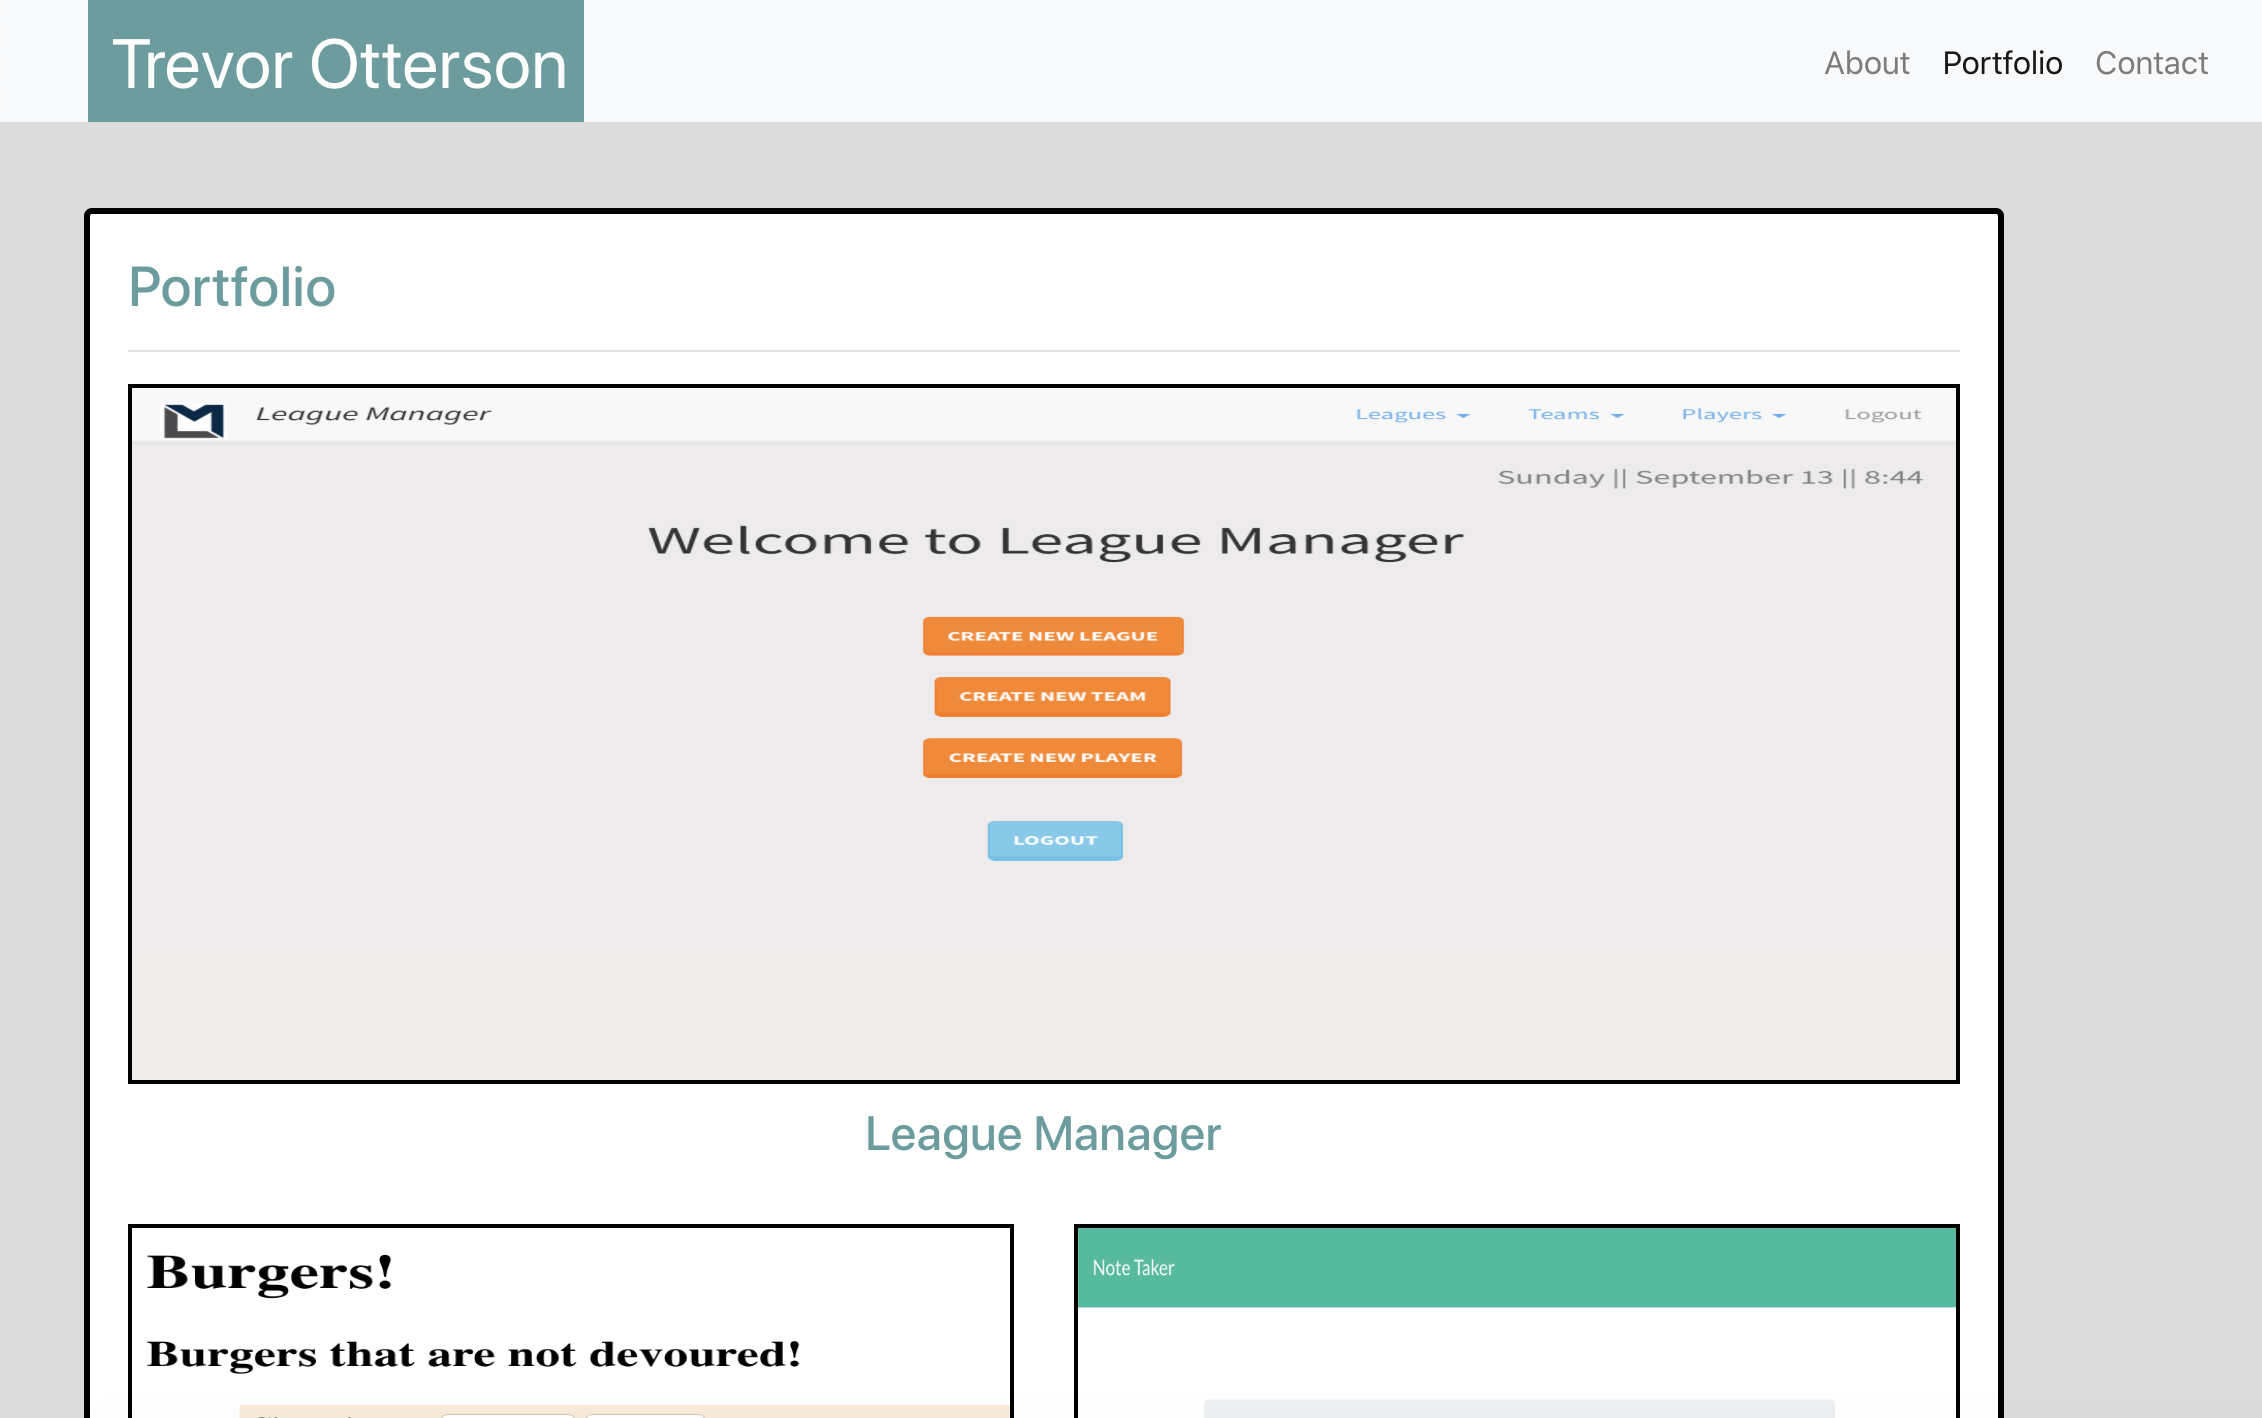 Trevor Otterson
About Portfolio Contact
Portfolio
League Manager
Leagues Teams Players Logout
Sunday || September 13 || 8:44
Welcome to League Manager
CREATE NEW LEAGUE
CREATE NEW TEAM
CREATE NEW PLAYER
LOGOUT
League Manager
Burgers!
Burgers that are not devoured!
Note Taker